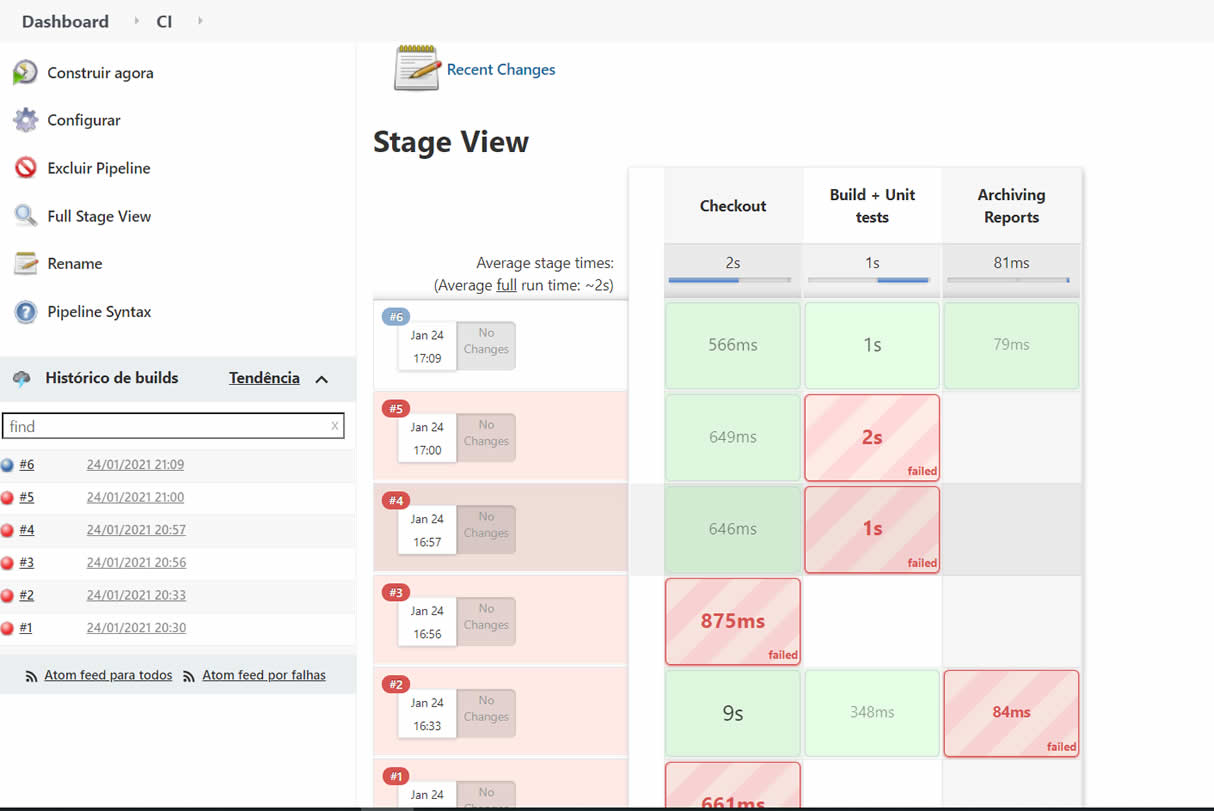 Dashboard CI
Construir agora
Configurar
Excluir Pipeline
Full Stage View
Rename
Pipeline Syntax
Histórico de builds Tendência
find x
#6 24/01/2021 21:09
#5 24/01/2021 21:00
#4 24/01/2021 20:57
#3 24/01/2021 20:56
#2 24/01/2021 20:33
#1 24/01/2021 20:30
Atom feed para todos Atom feed por falhas
Recent Changes
Stage View
Checkout
Build + Unit
tests
Archiving
Reports
Average stage times:
(Average full run time: ~2s)
2s 1s 81ms
#6
Jan 24
17:09
No
Changes
566ms 1s 79ms
#5
Jan 24
17:00
No
Changes
649ms 2s
failed
#4
Jan 24
16:57
No
Changes
646ms 1s
failed
#3
Jan 24
16:56
No
Changes
875ms
failed
#2
Jan 24
16:33
No
Changes
9s 348ms 84ms
failed
#1
Jan 24
No
Changes
661ms